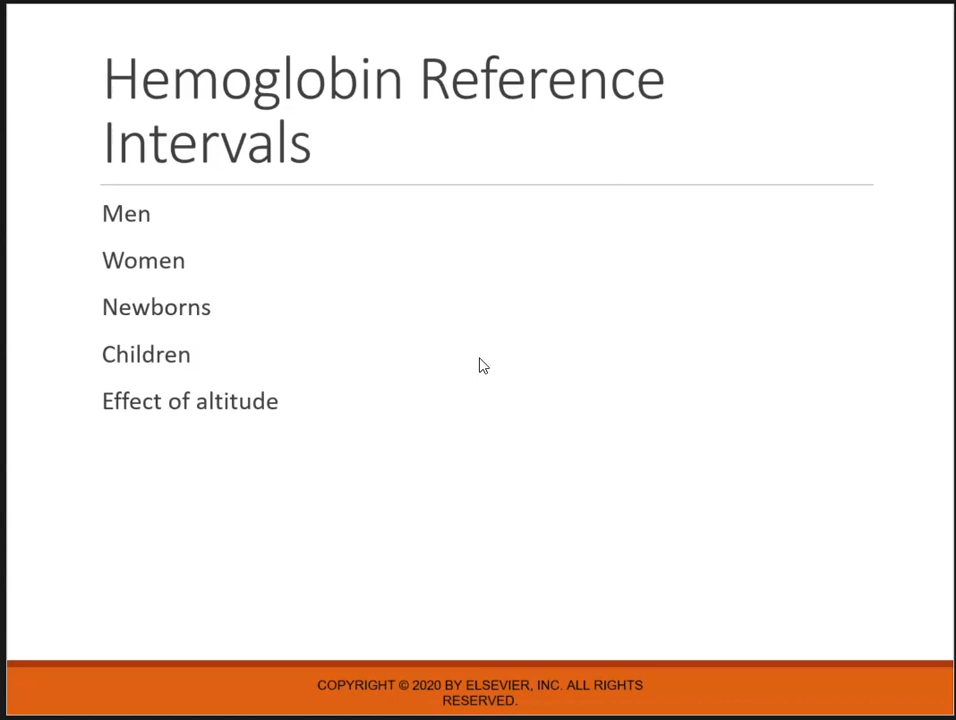 Hemoglobin Reference
Intervals
Men
Women
Newborns
Children
Effect of altitude
COPYRIGHT © 2020 BY ELSEVIER, INC. ALL RIGHTS
RESERVED.